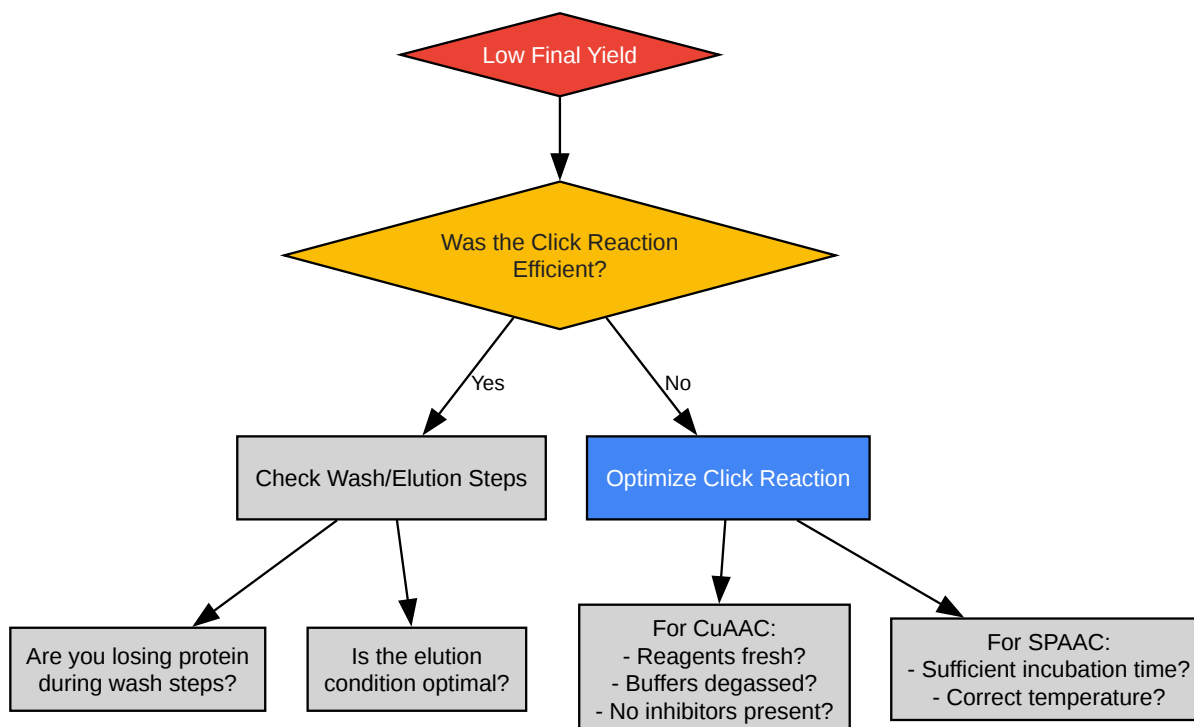 Low Final Yield
Was the Click Reaction
Efficient?
Yes
No
Check Wash/Elution Steps
Optimize Click Reaction
Are you losing protein
during wash steps?
Is the elution
condition optimal?
For CuAAC:
- Reagents fresh?
- Buffers degassed?
- No inhibitors present?
For SPAAC:
- Sufficient incubation time?
- Correct temperature?